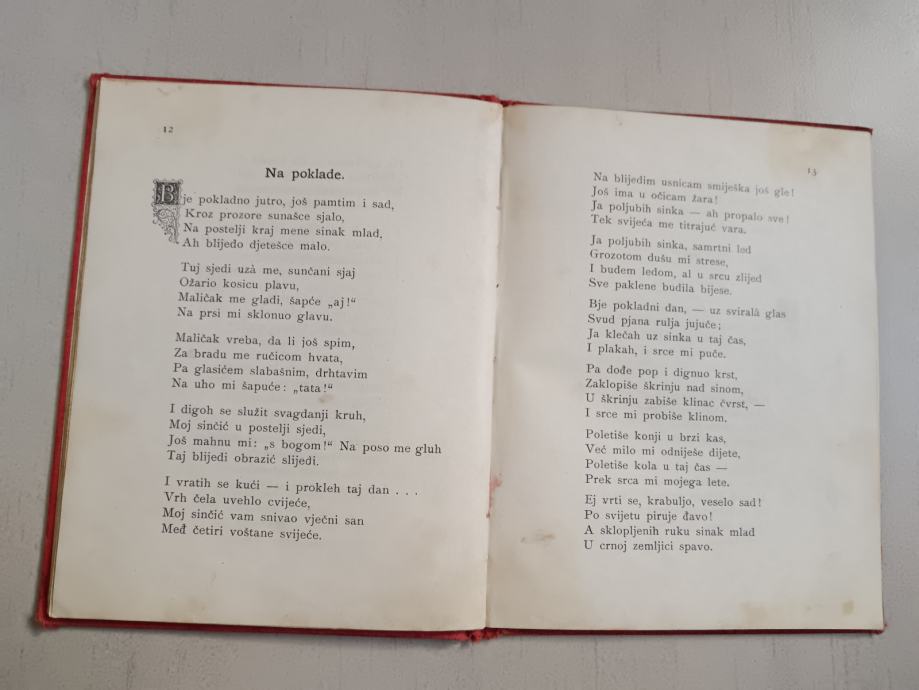 12
Na poklade.
Bje pokladno jutro, još pamtim i sad,
Kroz prozore sunašce sjalo,
Na postelji kraj mene sinak mlad,
Ah blijedo djetešce malo.
Tuj sjedi uzà me, sunčani sjaj
Ožario kosicu plavu,
Maličak me gladi, šapće „aj!“
Na prsi mi sklonuo glavu.
Maličak vreba, da li još spim,
Za bradu me ručicom hvata,
Pa glasićem slabašnim, drhtavim
Na uho mi šapuće: „tata!“
I digoh se služit svagdanji kruh,
Moj sinčić u postelji sjedi,
Još mahnu mi: „s bogom!“ Na poso me gluh
Taj blijedi obrazić slijedi.
I vratih se kući — i prokleh taj dan . . .
Vrh čela uvehlo cvijeće,
Moj sinčić vam snivao vječni san
Međ četiri voštane svijeće.
13
Na blijedim usnicam smiješka još gle!
Još ima u očicam žara!
Ja poljubih sinka — ah propalo sve!
Tek svijeća me titrajuć vara.
Ja poljubih sinka, samrtni led
Grozotom dušu mi strese,
I budem ledom, al u srcu zlijed
Sve paklene budila bijese.
Bje pokladni dan, — uz sviralâ glas
Svud pjana rulja jujuče;
Ja klečah uz sinka u taj čas,
I plakah, i srce mi puče.
Pa dođe pop i dignuo krst,
Zaklopiše škrinju nad sinom,
U škrinju zabiše klinac čvrst, —
I srce mi probiše klinom.
Poletiše konji u brzi kas,
Već milo mi odniješe dijete,
Poletiše kola u taj čas —
Prek srca mi mojega lete.
Ej vrti se, krabuljo, veselo sad!
Po svijetu piruje đavo!
A sklopljenih ruku sinak mlad
U crnoj zemljici spavo.